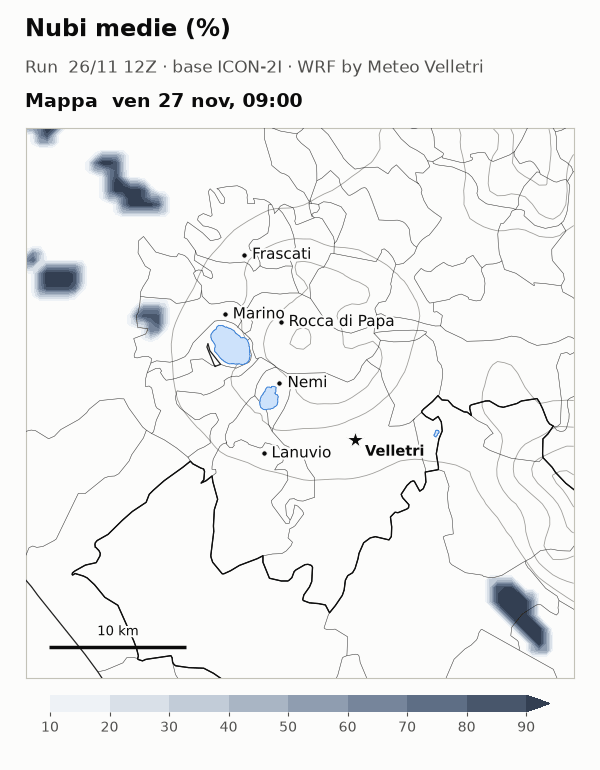 Nubi medie (%)
Run  26/11 12Z · base ICON-2I · WRF by Meteo Velletri
Mappa  ven 27 nov, 09:00
Frascati
Marino
Rocca di Papa
Nemi
Velletri
Lanuvio
10 km
10 20 30 40 50 60 70 80 90